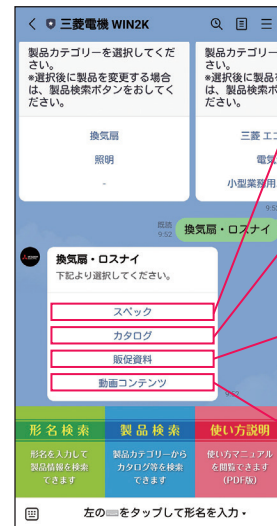 三菱電機 WIN2K
製品カテゴリーを選択してくだ
さい。
※選択後に製品を変更する場合
は、製品検索ボタンをおしてく
ださい。
換気扇
照明
-
製品カテゴ
さい。
※選択後に製品
は、製品検索ボ
ださい。
三菱 エコ
電気
小型業務用
既読
9:52
換気扇・ロスナイ
換気扇・ロスナイ
下記より選択してください。
スペック
カタログ
販促資料
動画コンテンツ
9:52
形名検索
形名を入力して
製品情報を検索
できます
製品検索
製品カテゴリーから
カタログ等を検索
できます
使い方説明
使い方マニュアル
を閲覧できます
(PDF版)
左の をタップして形名を入力